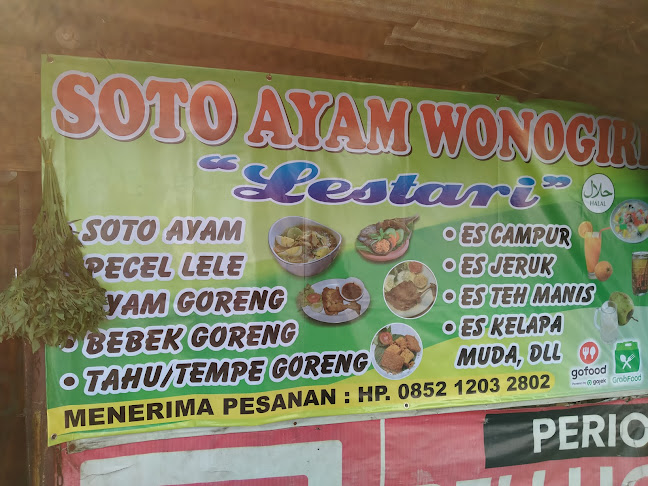 SOTO AYAM WONOGIRI
"Lestari"
حلال
HALAL
SOTO AYAM
PECEL LELE
AYAM GORENG
• BEBEK GORENG
• TAHU/TEMPE GORENG
• ES CAMPUR
• ES JERUK
• ES TEH MANIS
• ES KELAPA
MUDA, DLL
gofood
gojek
GrabFood
MENERIMA PESANAN : HP. 0852 1203 2802
PERIO